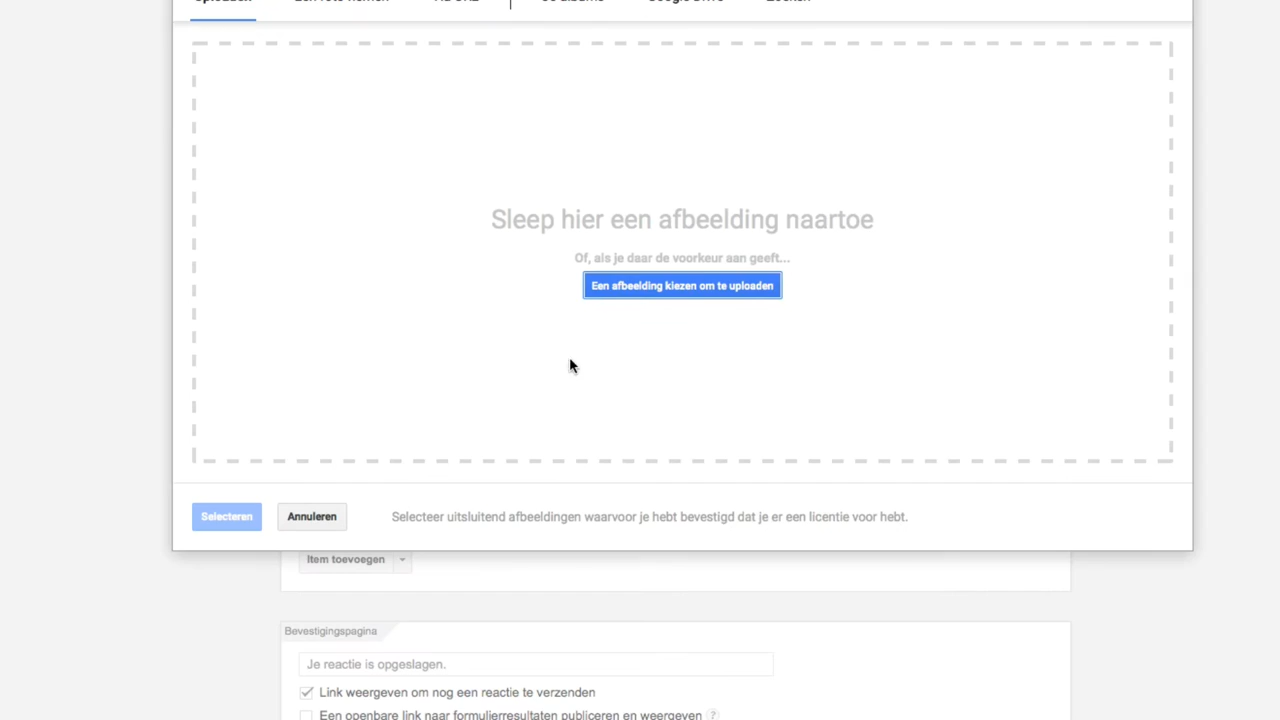 Sleep hier een afbeelding naartoe
Of, als je daar de voorkeur aan geeft...
Een afbeelding kiezen om te uploaden
Selecteren Annuleren Selecteer uitsluitend afbeeldingen waarvoor je hebt bevestigd dat je er een licentie voor hebt.
Item toevoegen
Bevestigingspagina
Je reactie is opgeslagen.
Link weergeven om nog een reactie te verzenden
Een openbare link naar formulierresultaten publiceren en weergeven ?